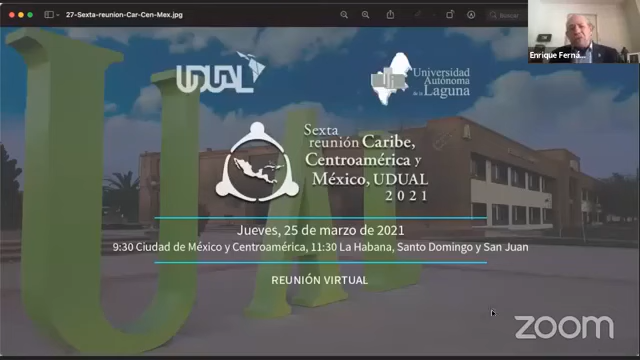 27-Sexta-reunion-Car-Cen-Mex.jpg
Buscar
Enrique Ferná...
UDUAL
Universidad
Autónoma
de la Laguna
Sexta
reunión Caribe,
Centroamérica y
México, UDUAL
2021
Jueves, 25 de marzo de 2021
9:30 Ciudad de México y Centroamérica, 11:30 La Habana, Santo Domingo y San Juan
REUNIÓN VIRTUAL
UAL
zoom